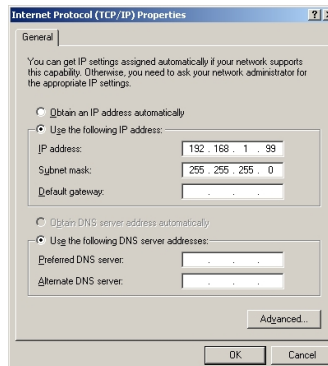 Internet Protocol (TCP/IP) Properties ?
General
You can get IP settings assigned automatically if your network supports
this capability. Otherwise, you need to ask your network administrator for
the appropriate IP settings.
Obtain an IP address automatically
Use the following IP address:
IP address: 192 . 168 . 1 . 99
Subnet mask: 255 . 255 . 255 . 0
Default gateway: . . .
Obtain DNS server address automatically
Use the following DNS server addresses:
Preferred DNS server: . . .
Alternate DNS server: . . .
Advanced...
OK Cancel